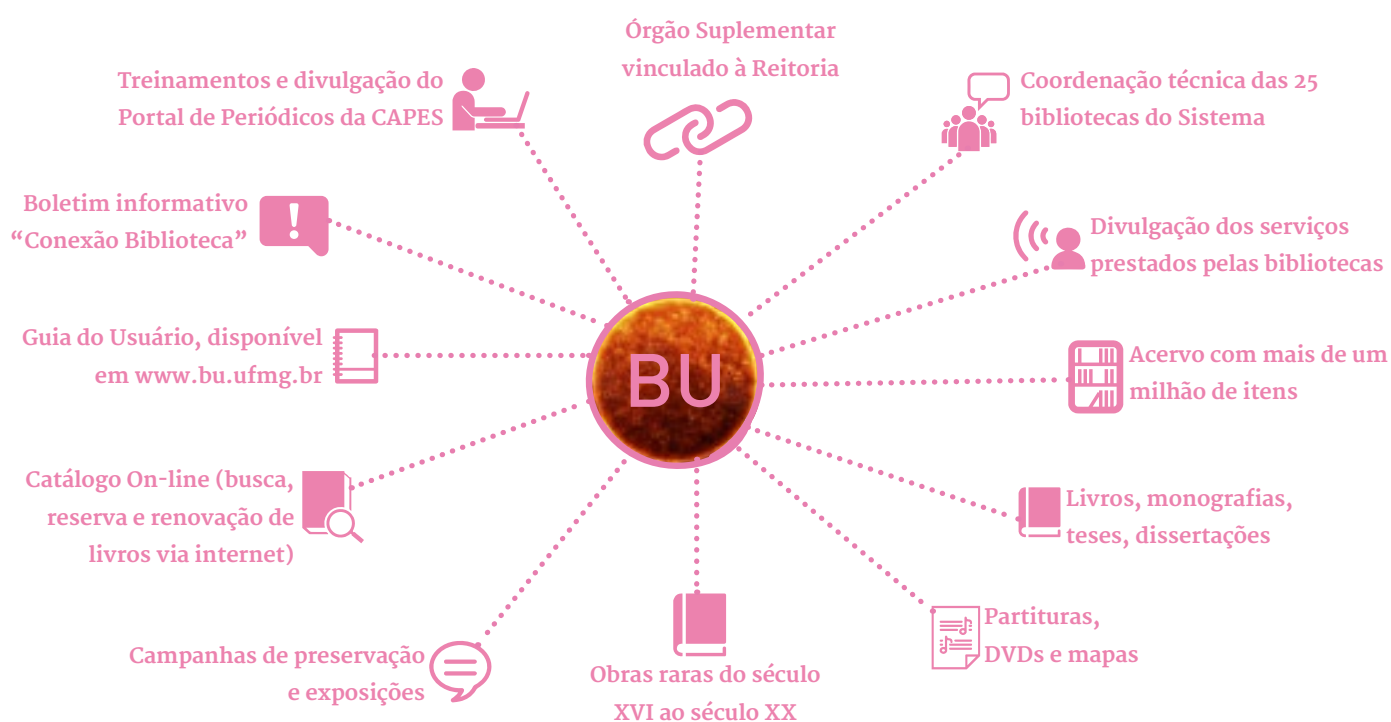 Órgão Suplementar
vinculado à Reitoria
Treinamentos e divulgação do
Portal de Periódicos da CAPES
Coordenação técnica das 25
bibliotecas do Sistema
Boletim informativo
“Conexão Biblioteca”
Divulgação dos serviços
prestados pelas bibliotecas
Guia do Usuário, disponível
em www.bu.ufmg.br
BU
Acervo com mais de um
milhão de itens
Catálogo On-line (busca,
reserva e renovação de
livros via internet)
Livros, monografias,
teses, dissertações
Campanhas de preservação
e exposições
Obras raras do século
XVI ao século XX
Partituras,
DVDs e mapas